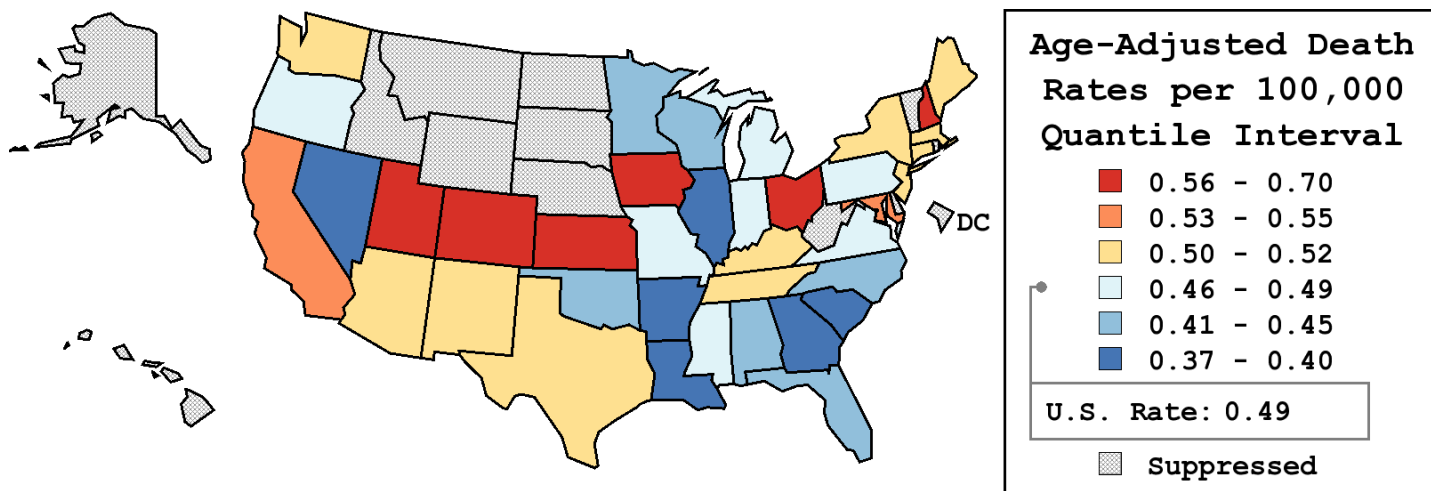 Age-Adjusted Death
Rates per 100,000
Quantile Interval
0.56 - 0.70
0.53 - 0.55
0.50 - 0.52
0.46 - 0.49
0.41 - 0.45
0.37 - 0.40
U.S. Rate: 0.49
Suppressed
DC